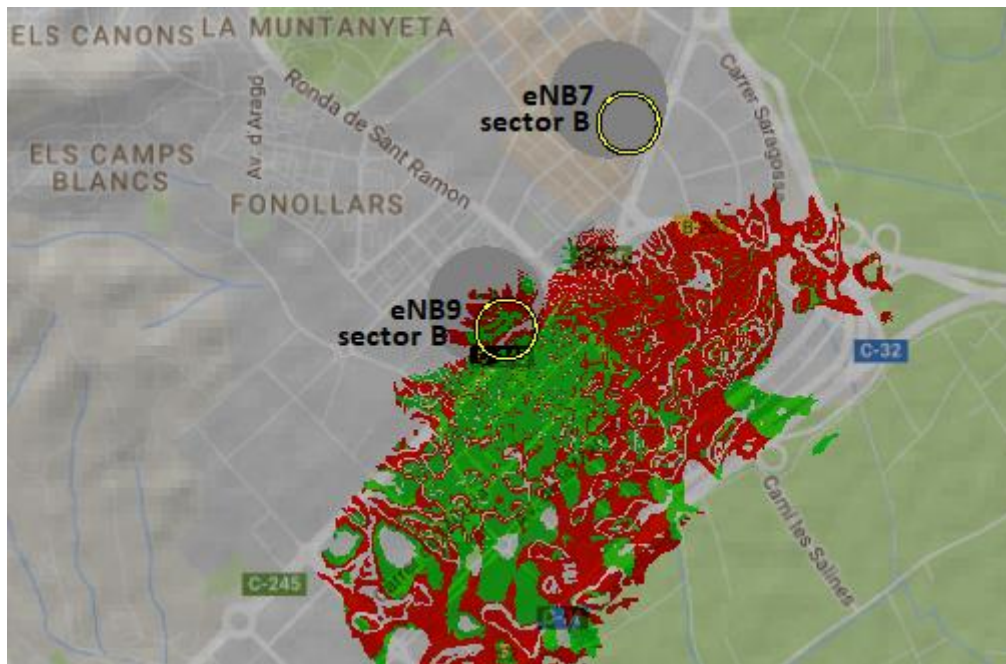 ELS CANONS
LA MUNTANYETA
eNB7
sector B
Carrer Saragoss
Ronda de Sant Ramon
Av. d'Aragó
ELS CAMPS
BLANCS
FONOLLARS
eNB9
sector B
C-32
Camí les Salines
C-245